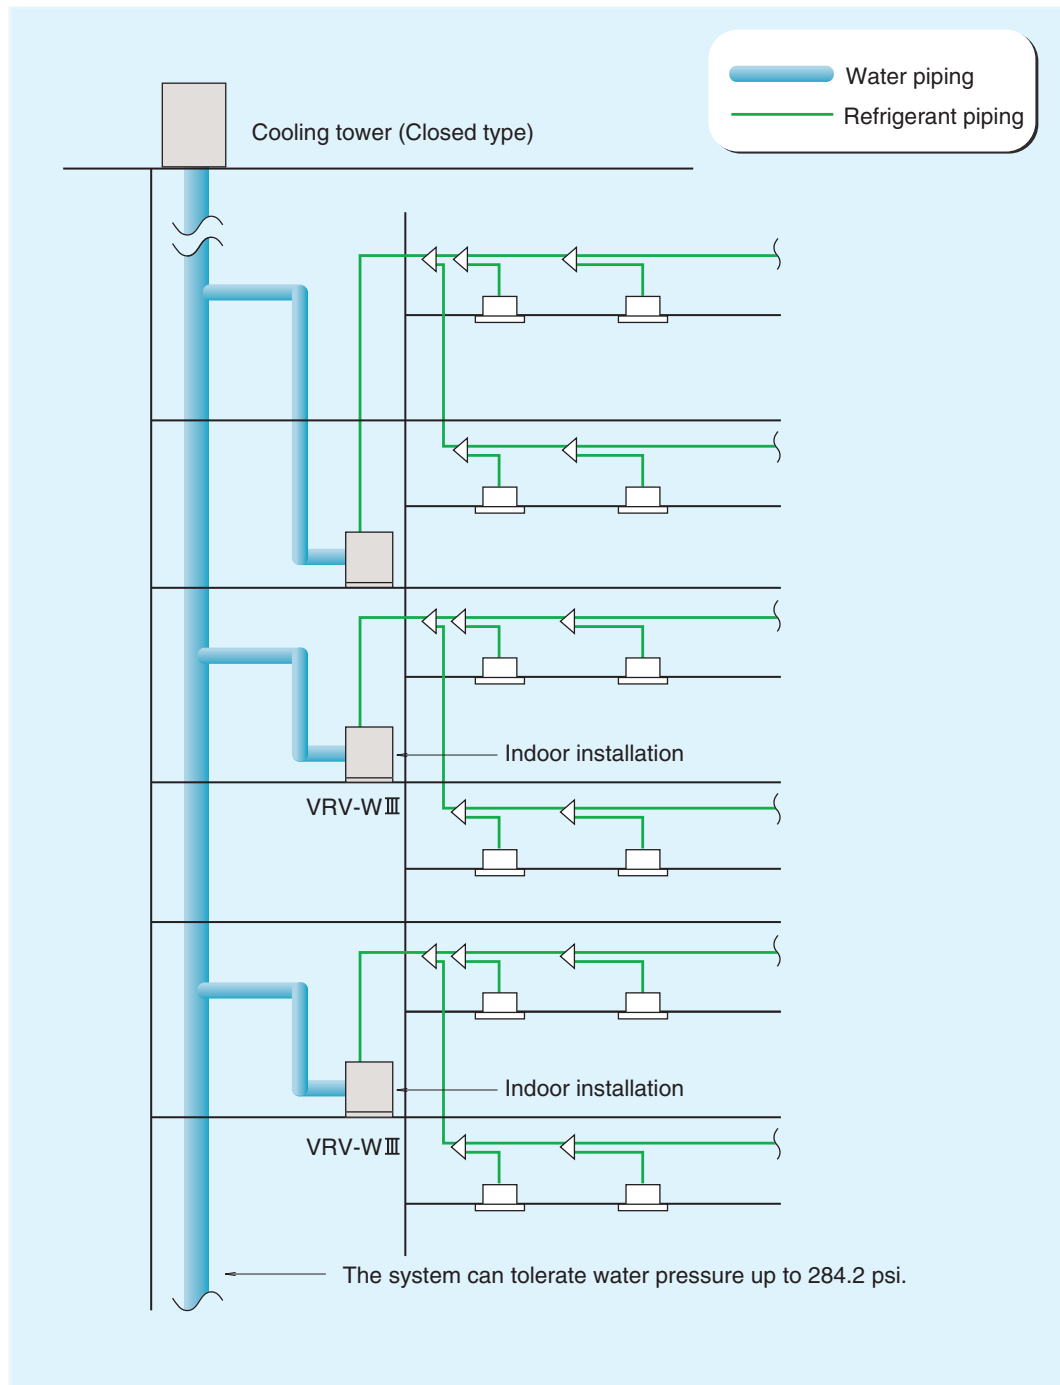 Water piping
Refrigerant piping
Cooling tower (Closed type)
Indoor installation
VRV-WⅢ
Indoor installation
VRV-WⅢ
The system can tolerate water pressure up to 284.2 psi.